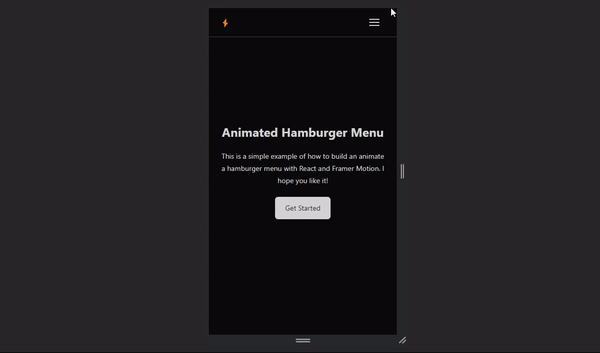 Animated Hamburger Menu
This is a simple example of how to build an animate
a hamburger menu with React and Framer Motion. I
hope you like it!
Get Started